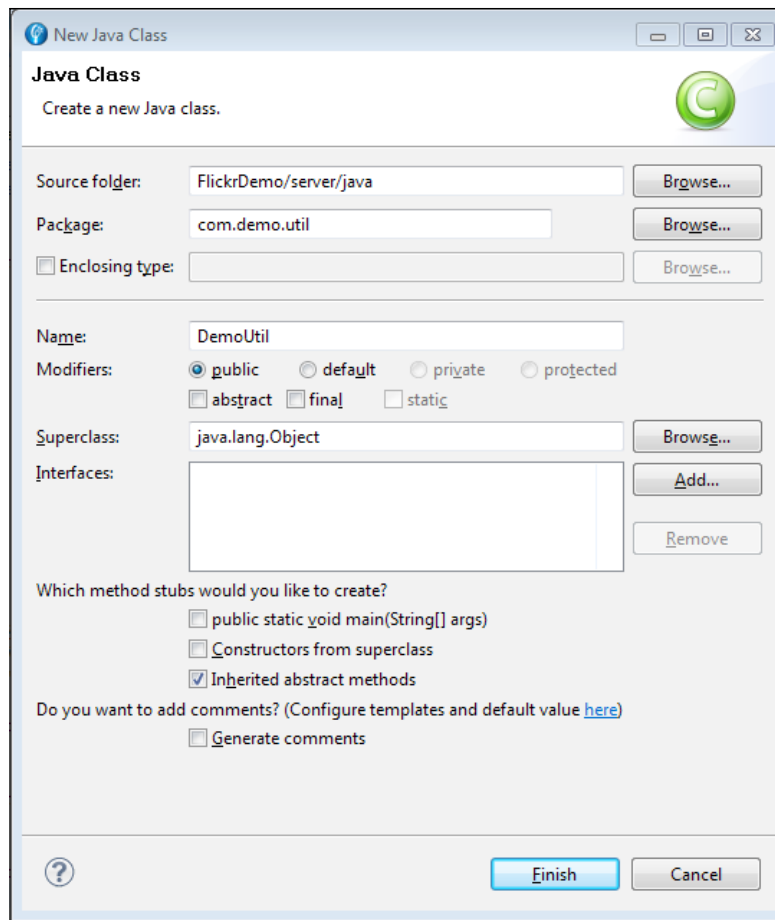 New Java Class
Java Class
Create a new Java class.
Source folder: FlickrDemo/server/java Browse...
Package: com.demo.util Browse...
Enclosing type: Browse...
Name: DemoUtil
Modifiers: public default private protected
abstract final static
Superclass: java.lang.Object Browse...
Interfaces: Add...
Remove
Which method stubs would you like to create?
public static void main(String[] args)
Constructors from superclass
Inherited abstract methods
Do you want to add comments? (Configure templates and default value here)
Generate comments
? Finish Cancel